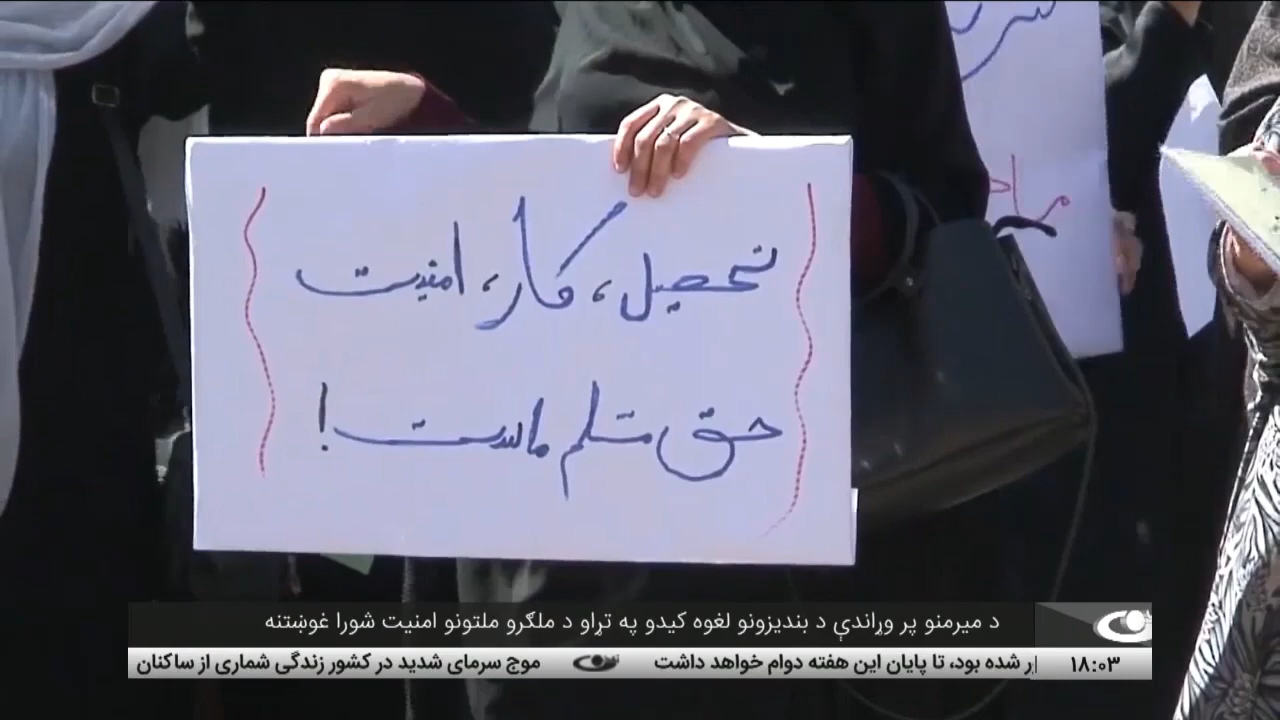 تحصیل، کار، امنیت
حق مسلم ماست!
د میرمنو پر وړاندې د بندیزونو لغوه کیدو په تړاو د ملګرو ملتونو امنیت شورا غوښتنه
۱۸:۰۳
شده بود، تا پایان این هفته دوام خواهد داشت
موج سرمای شدید در کشور زندگی شماری از ساکنان